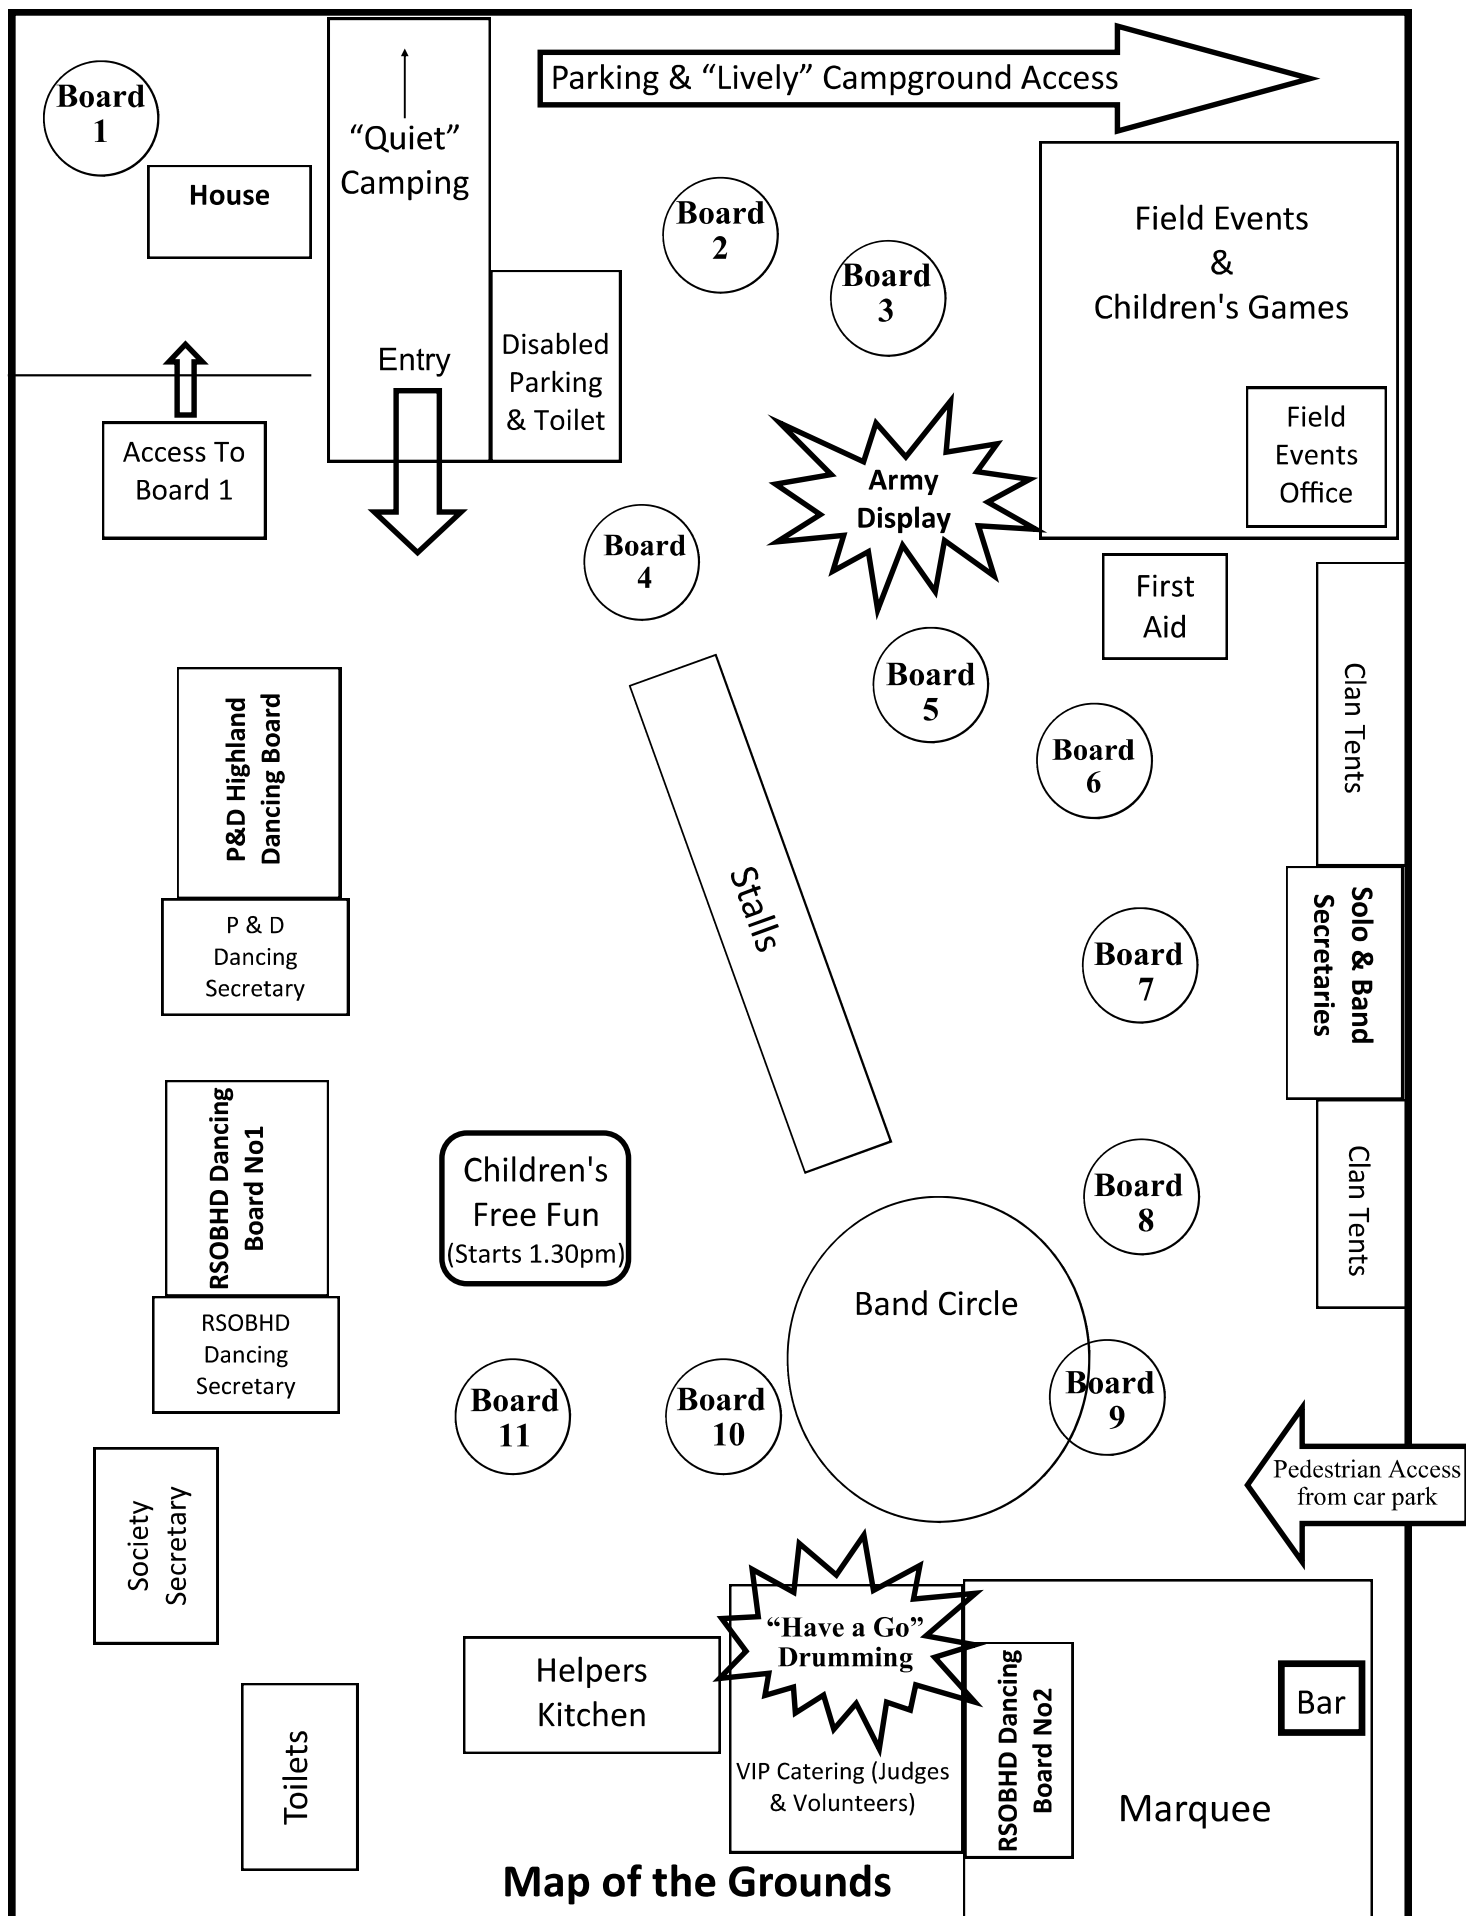 Parking & “Lively” Campground Access
Board
1
“Quiet”
Camping
House
Board
2
Field Events
&
Children's Games
Board
3
Entry
Disabled
Parking
& Toilet
Field
Events
Office
Access To
Board 1
Army
Display
Board
4
First
Aid
Board
5
Clan Tents
P&D Highland
Dancing Board
Board
6
Stalls
P & D
Dancing
Secretary
Board
7
Solo & Band
Secretaries
RSOBHD Dancing
Board No1
Children's
Free Fun
(Starts 1.30pm)
Board
8
Clan Tents
Band Circle
RSOBHD
Dancing
Secretary
Board
11
Board
10
Board
9
Pedestrian Access
from car park
Society
Secretary
“Have a Go”
Drumming
Helpers
Kitchen
RSOBHD Dancing
Board No2
Bar
Toilets
VIP Catering (Judges
& Volunteers)
Marquee
Map of the Grounds